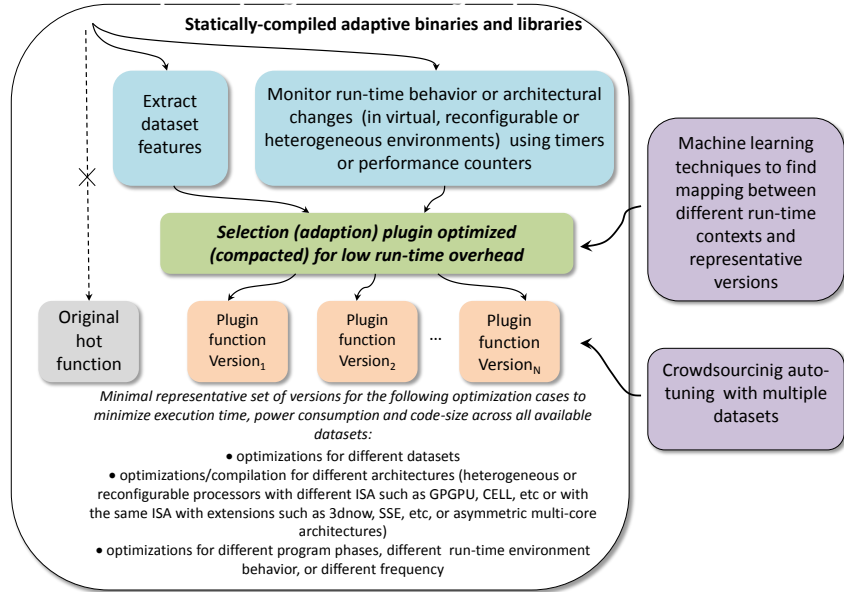 Statically-compiled adaptive binaries and libraries
Extract
dataset
features
Monitor run-time behavior or architectural
changes (in virtual, reconfigurable or
heterogeneous environments) using timers
or performance counters
Machine learning
techniques to find
mapping between
different run-time
contexts and
representative
versions
Selection (adaption) plugin optimized
(compacted) for low run-time overhead
Original
hot
function
Plugin
function
Version1
Plugin
function
Version2
...
Plugin
function
VersionN
Crowdsourcinig auto-
tuning with multiple
datasets
Minimal representative set of versions for the following optimization cases to
minimize execution time, power consumption and code-size across all available
datasets:
• optimizations for different datasets
• optimizations/compilation for different architectures (heterogeneous or
reconfigurable processors with different ISA such as GPGPU, CELL, etc or with
the same ISA with extensions such as 3dnow, SSE, etc, or asymmetric multi-core
architectures)
• optimizations for different program phases, different run-time environment
behavior, or different frequency